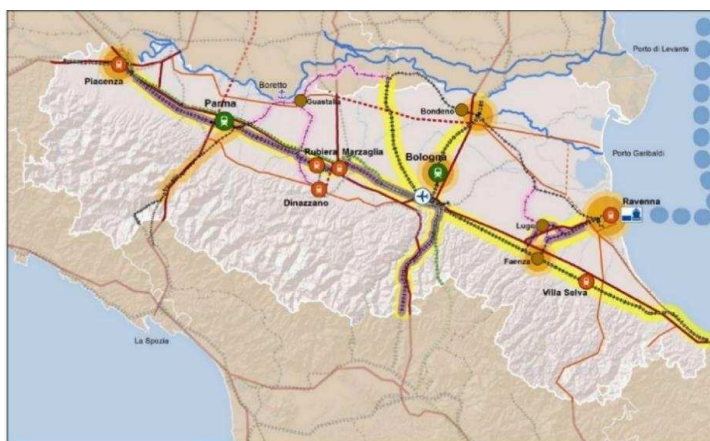 Porto di Levante
Piacenza
Boretto
Guastalla
Parma
Bondeno
Rubiera Marzaglia
Bologna
Porto Garibaldi
Dinazzano
Ravenna
Lugo
Faenza
Villa Selva
La Spezia